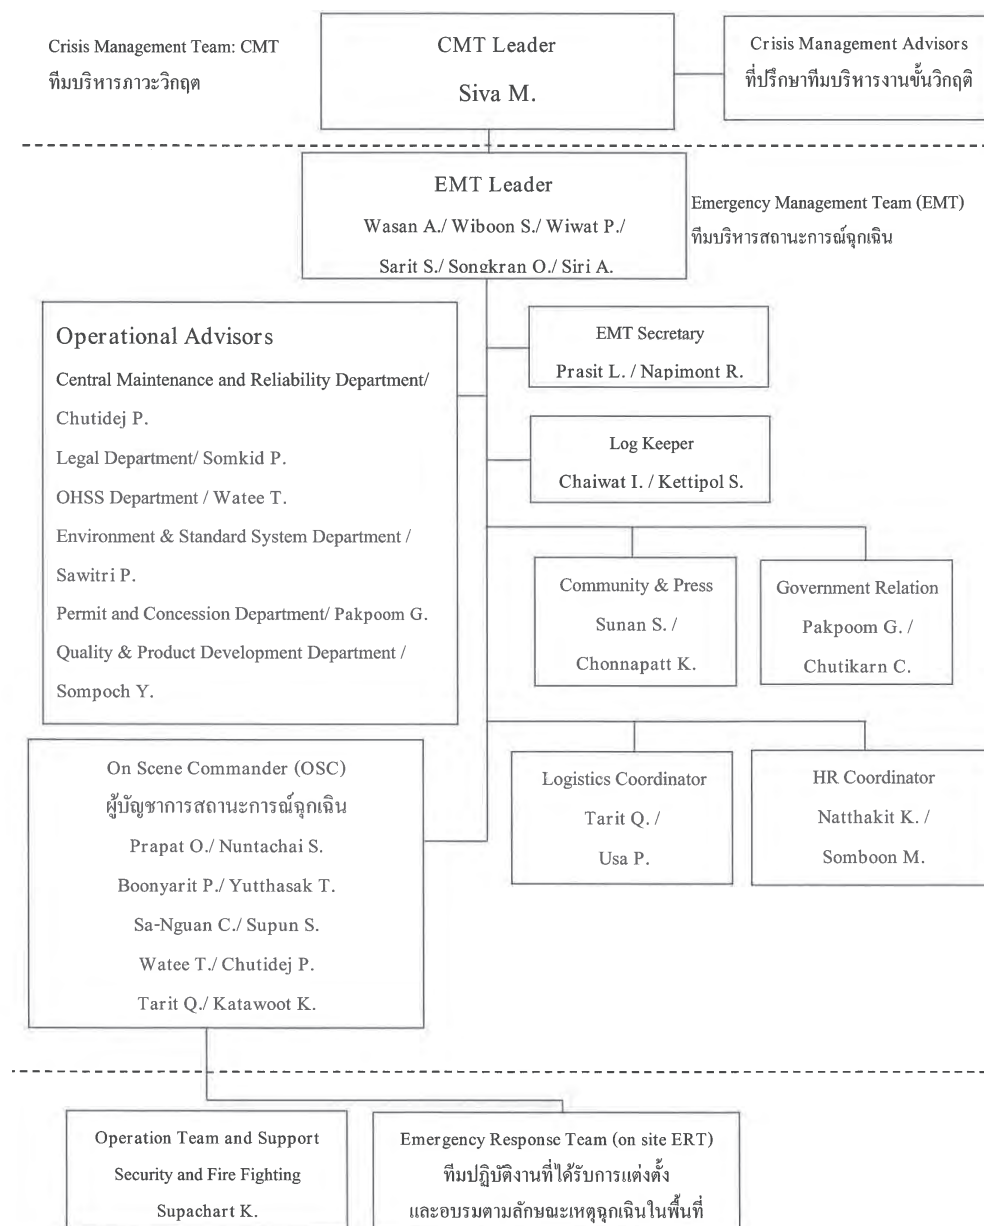 Crisis Management Team: CMT
ทีมบริหารภาวะวิกฤต
CMT Leader
Siva M.
Crisis Management Advisors
ที่ปรึกษาทีมบริหารงานขั้นวิกฤติ
EMT Leader
Wasan A./ Wiboon S./ Wiwat P./
Sarit S./ Songkran O./ Siri A.
Emergency Management Team (EMT)
ทีมบริหารสถานะการณ์ฉุกเฉิน
Operational Advisors
Central Maintenance and Reliability Department/
Chutidej P.
Legal Department/ Somkid P.
OHSS Department / Watee T.
Environment & Standard System Department /
Sawitri P.
Permit and Concession Department/ Pakpoom G.
Quality & Product Development Department /
Sompoch Y.
EMT Secretary
Prasit L. / Napimont R.
Log Keeper
Chaiwat I. / Kettipol S.
Community & Press
Sunan S. /
Chonnapatt K.
Government Relation
Pakpoom G. /
Chutikarn C.
On Scene Commander (OSC)
ผู้บัญชาการสถานะการณ์ฉุกเฉิน
Prapat O./ Nuntachai S.
Boonyarit P./ Yutthasak T.
Sa-Nguan C./ Supun S.
Watee T./ Chutidej P.
Tarit Q./ Katawoot K.
Logistics Coordinator
Tarit Q. /
Usa P.
HR Coordinator
Natthakit K. /
Somboon M.
Operation Team and Support
Security and Fire Fighting
Supachart K.
Emergency Response Team (on site ERT)
ทีมปฏิบัติงานที่ได้รับการแต่งตั้ง
และอบรมตามลักษณะเหตุฉุกเฉินในพื้นที่